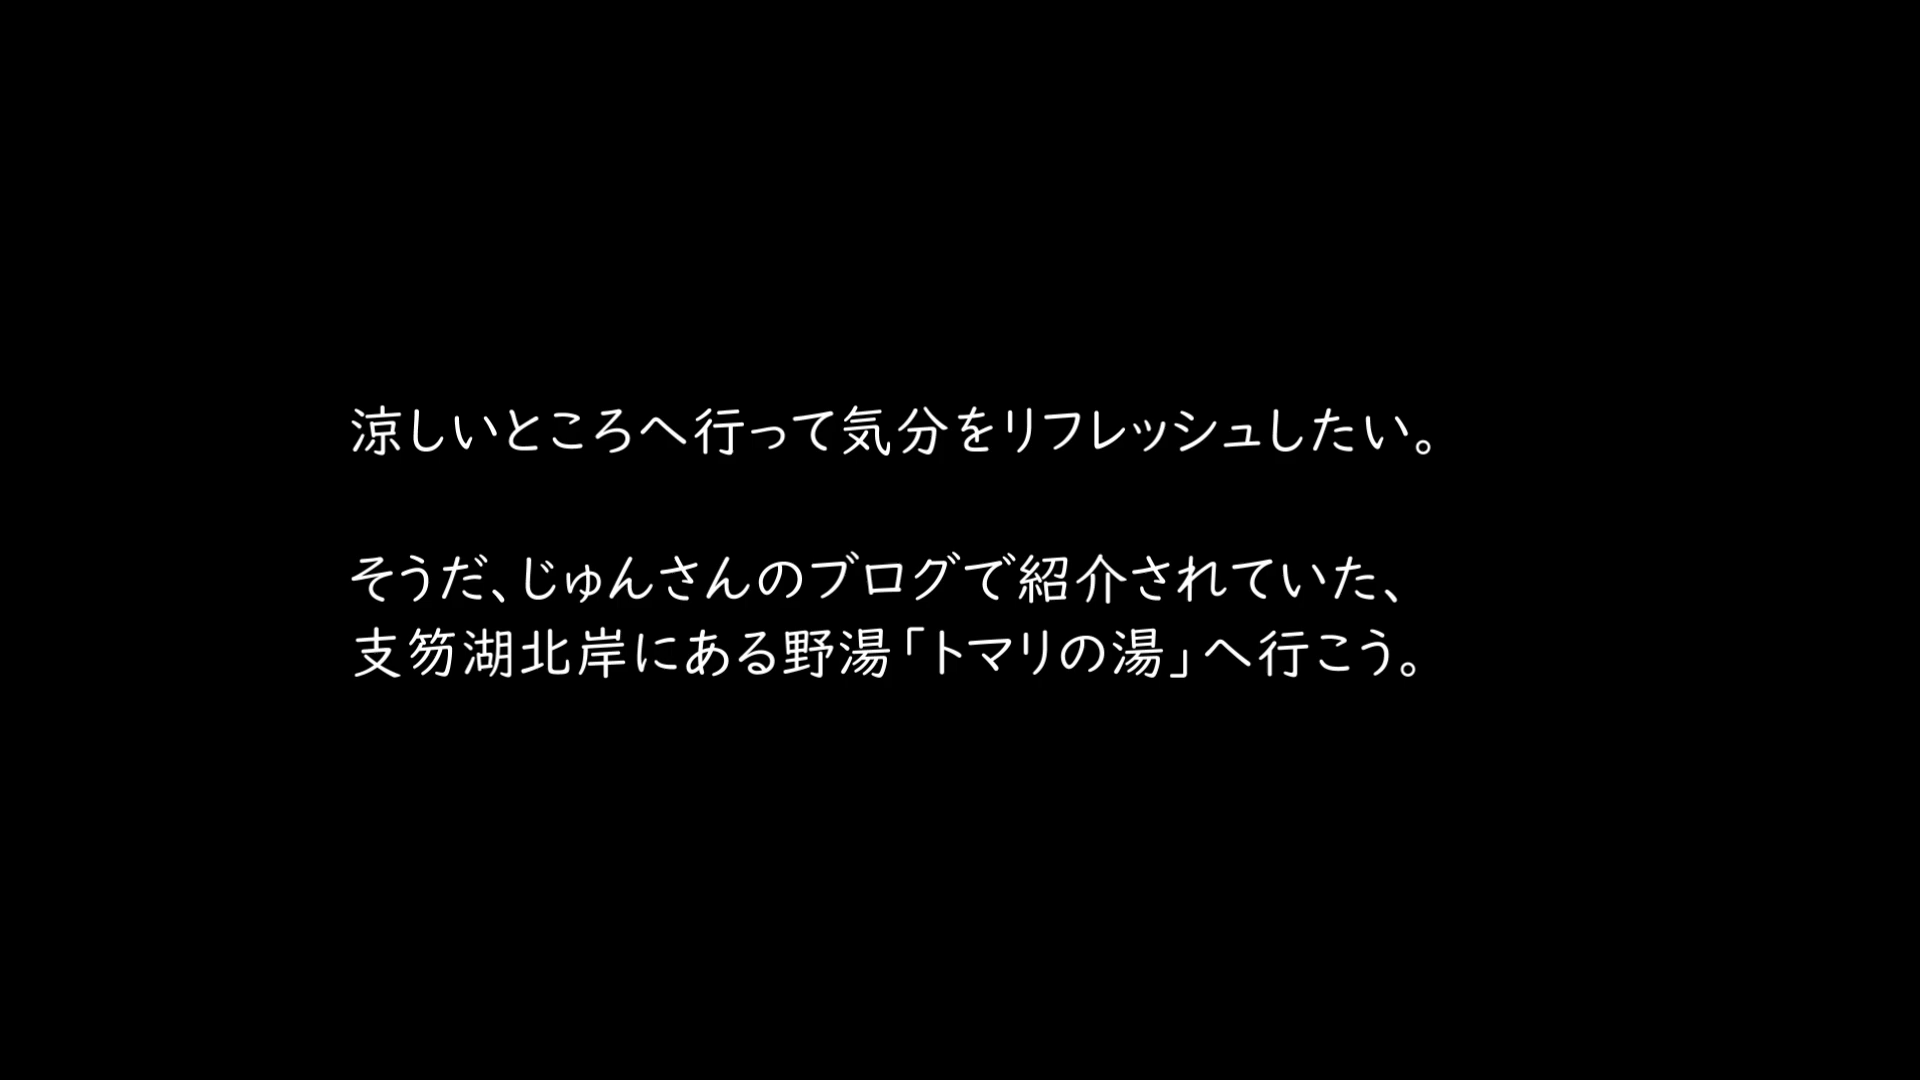 涼しいところへ行って気分をリフレッシュしたい。
そうだ、じゅんさんのブログで紹介されていた、
支笏湖北岸にある野湯「トマリの湯」へ行こう。